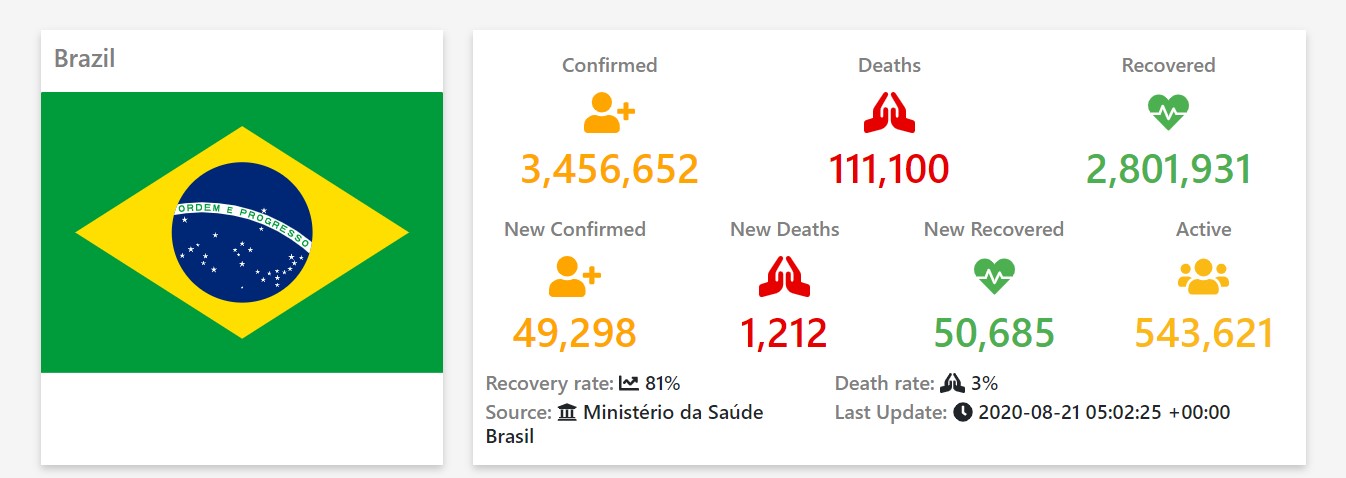 Brazil
ORDEM E PROGRESSO
Confirmed Deaths Recovered
3,456,652 111,100 2,801,931
New Confirmed New Deaths New Recovered Active
49,298 1,212 50,685 543,621
Recovery rate: 81% Death rate: 3%
Source: Ministério da Saúde Last Update: 2020-08-21 05:02:25 +00:00
Brasil